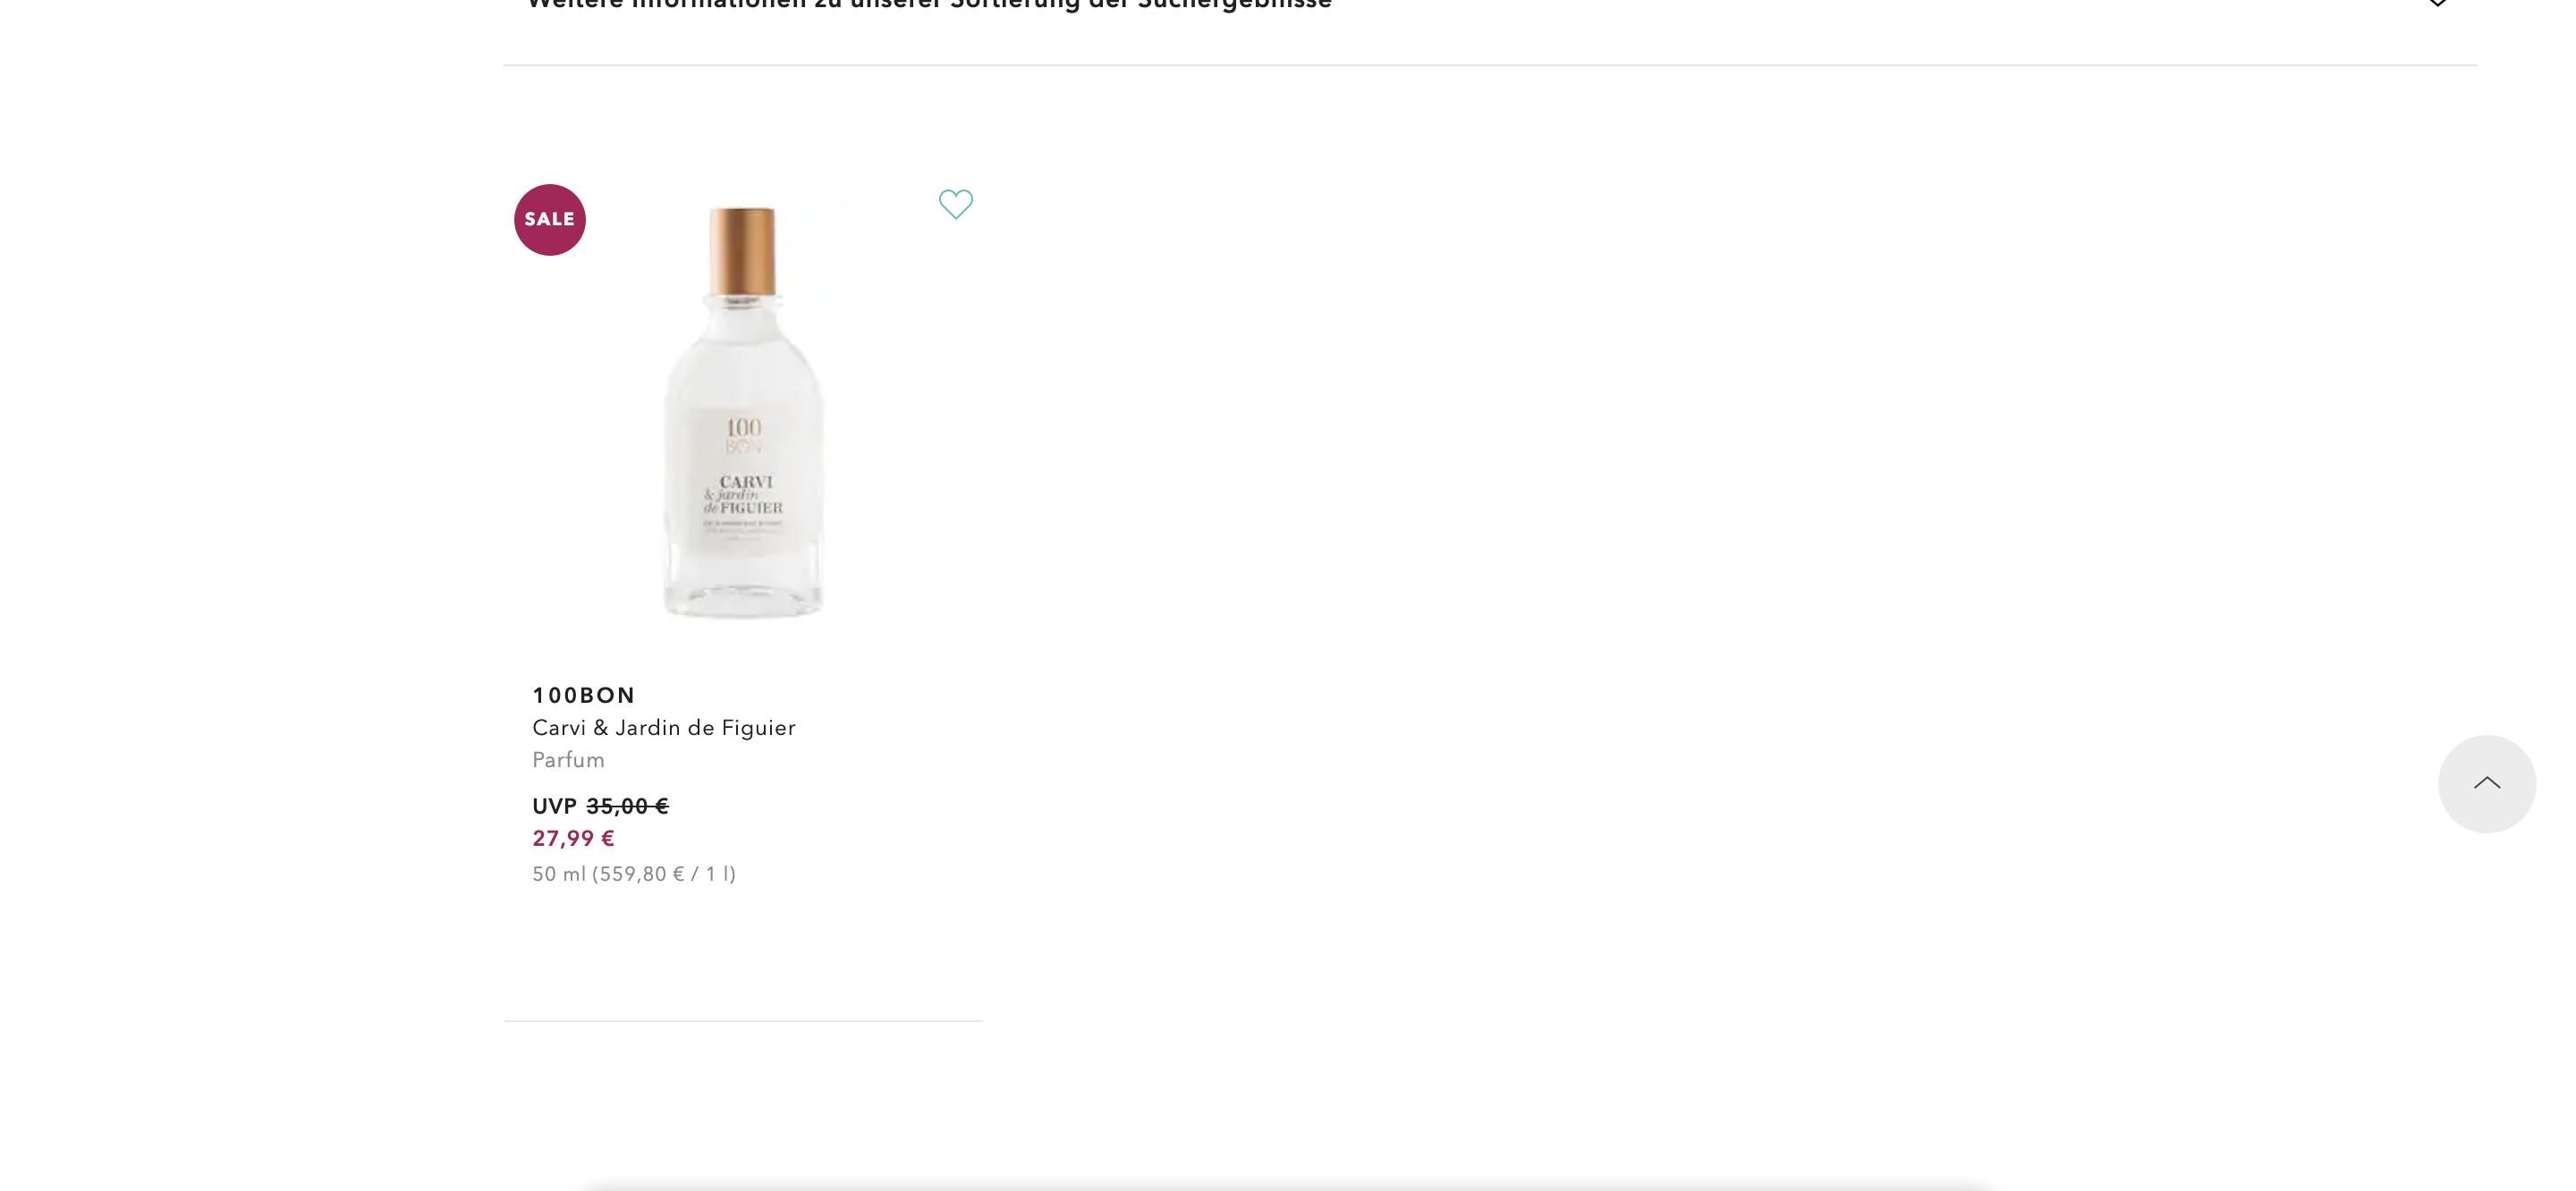 Weitere Informationen zu unserer Sortierung der Suchergebnisse
SALE
100
BON
CARVI
& jardin
de FIGUIER
100BON
Carvi & Jardin de Figuier
Parfum
UVP 35,00 €
27,99 €
50 ml (559,80 € / 1 l)